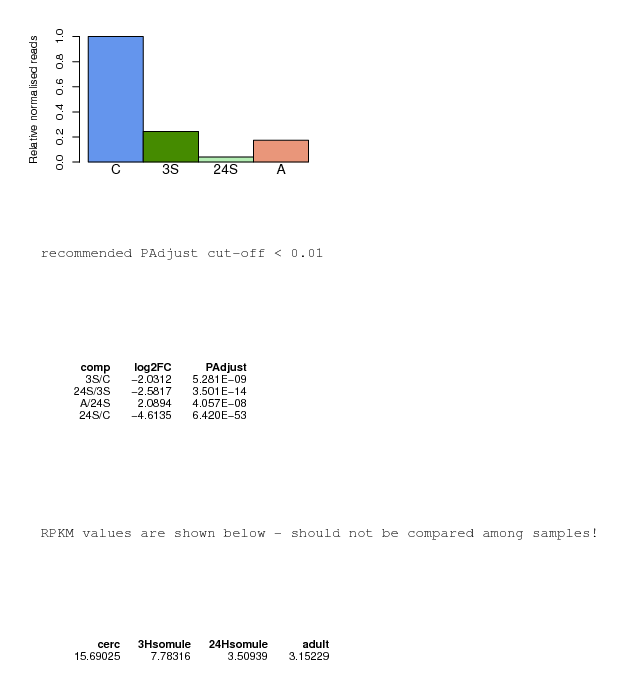 Relative normalised reads
1.0
0.8
0.6
0.4
0.2
0.0
C 3S 24S A
recommended PAdjust cut-off < 0.01
comp log2FC PAdjust
3S/C −2.0312 5.281E−09
24S/3S −2.5817 3.501E−14
A/24S 2.0894 4.057E−08
24S/C −4.6135 6.420E−53
RPKM values are shown below - should not be compared among samples!
cerc 3Hsomule 24Hsomule adult
15.69025 7.78316 3.50939 3.15229